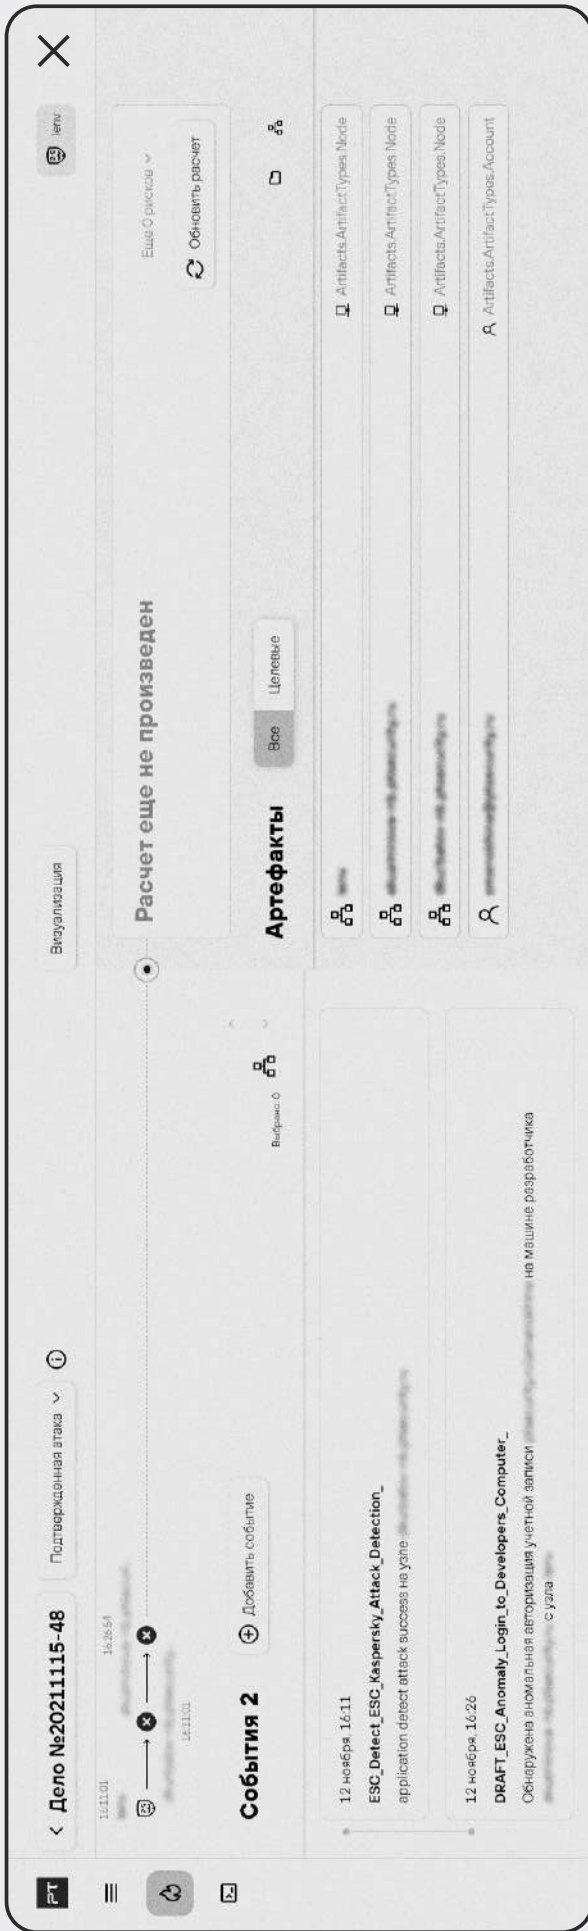 PT
Дело №20211115-48
Подтвержденная атака
Визуализация
lenv
16:11:01
16:26:54
16:11:01
Расчет еще не произведен
Еще 0 рисков
Обновить расчет
События 2
Добавить событие
Выбрано: 0
12 ноября, 16:11
ESC_Detect_ESC_Kaspersky_Attack_Detection_
application detect attack success на узле
12 ноября, 16:26
DRAFT_ESC_Anomaly_Login_to_Developers_Computer_
Обнаружена аномальная авторизация учетной записи на машине разработчика
с узла
Артефакты
Все
Целевые
Artifacts.ArtifactTypes.Node
Artifacts.ArtifactTypes.Node
Artifacts.ArtifactTypes.Node
Artifacts.ArtifactTypes.Account